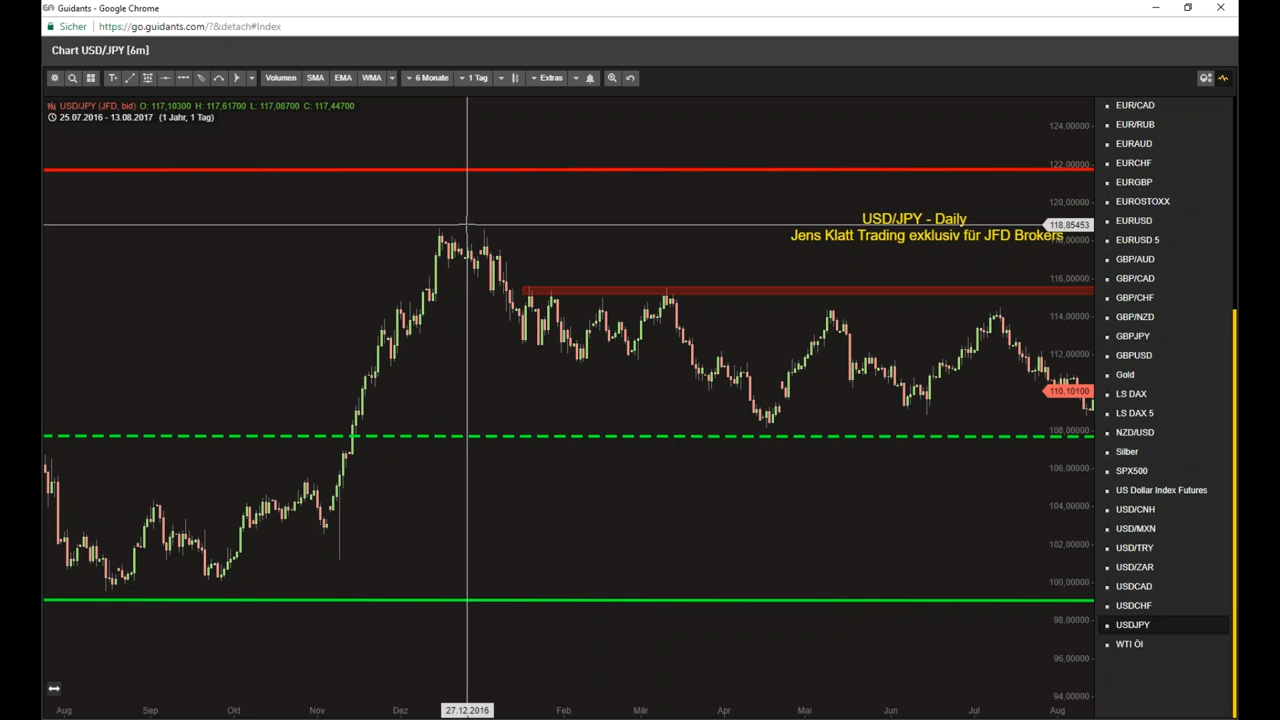 Guidants - Google Chrome
Sicher https://go.guidants.com/?&detach#Index
Chart USD/JPY [6m]
Volumen SMA EMA WMA 6 Monate 1 Tag Extras
USD/JPY (JFD, bid) O: 117,10300 H: 117,61700 L: 117,08700 C: 117,44700
25.07.2016 - 13.08.2017 (1 Jahr, 1 Tag)
USD/JPY - Daily
Jens Klatt Trading exklusiv für JFD Brokers
124,00000
122,00000
120,00000
118,85453
118,00000
116,00000
114,00000
112,00000
110,10100
108,00000
106,00000
104,00000
102,00000
100,00000
98,00000
96,00000
94,00000
Aug Sep Okt Nov Dez 27.12.2016 Feb Mär Apr Mai Jun Jul Aug
EUR/CAD
EUR/RUB
EURAUD
EURCHF
EURGBP
EUROSTOXX
EURUSD
EURUSD 5
GBP/AUD
GBP/CAD
GBP/CHF
GBP/NZD
GBPJPY
GBPUSD
Gold
LS DAX
LS DAX 5
NZD/USD
Silber
SPX500
US Dollar Index Futures
USD/CNH
USD/MXN
USD/TRY
USD/ZAR
USDCAD
USDCHF
USDJPY
WTI Öl